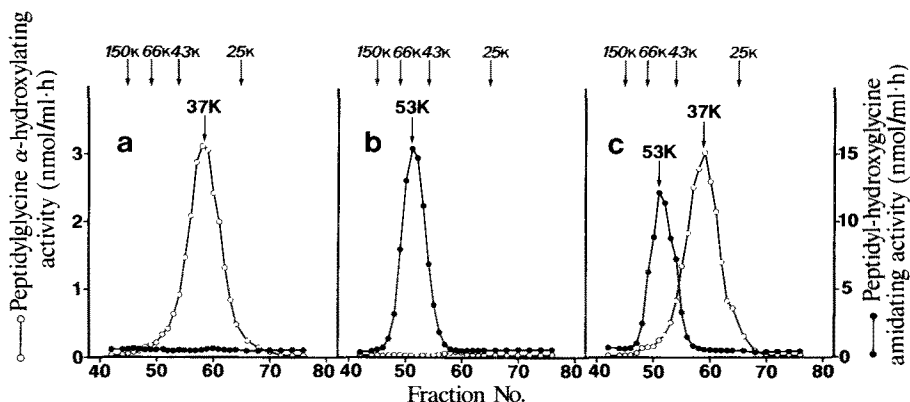 150K 66K 43K 25K 150K 66K 43K 25K 150K 66K 43K 25K
Peptidylglycine α-hydroxylating
activity (nmol/ml·h)
3
2
1
0
a
37K
b
53K
c
53K
37K
15
10
5
0
Peptidyl-hydroxyglycine
amidating activity (nmol/ml·h)
40 50 60 70 80 40 50 60 70 80 40 50 60 70 80
Fraction No.